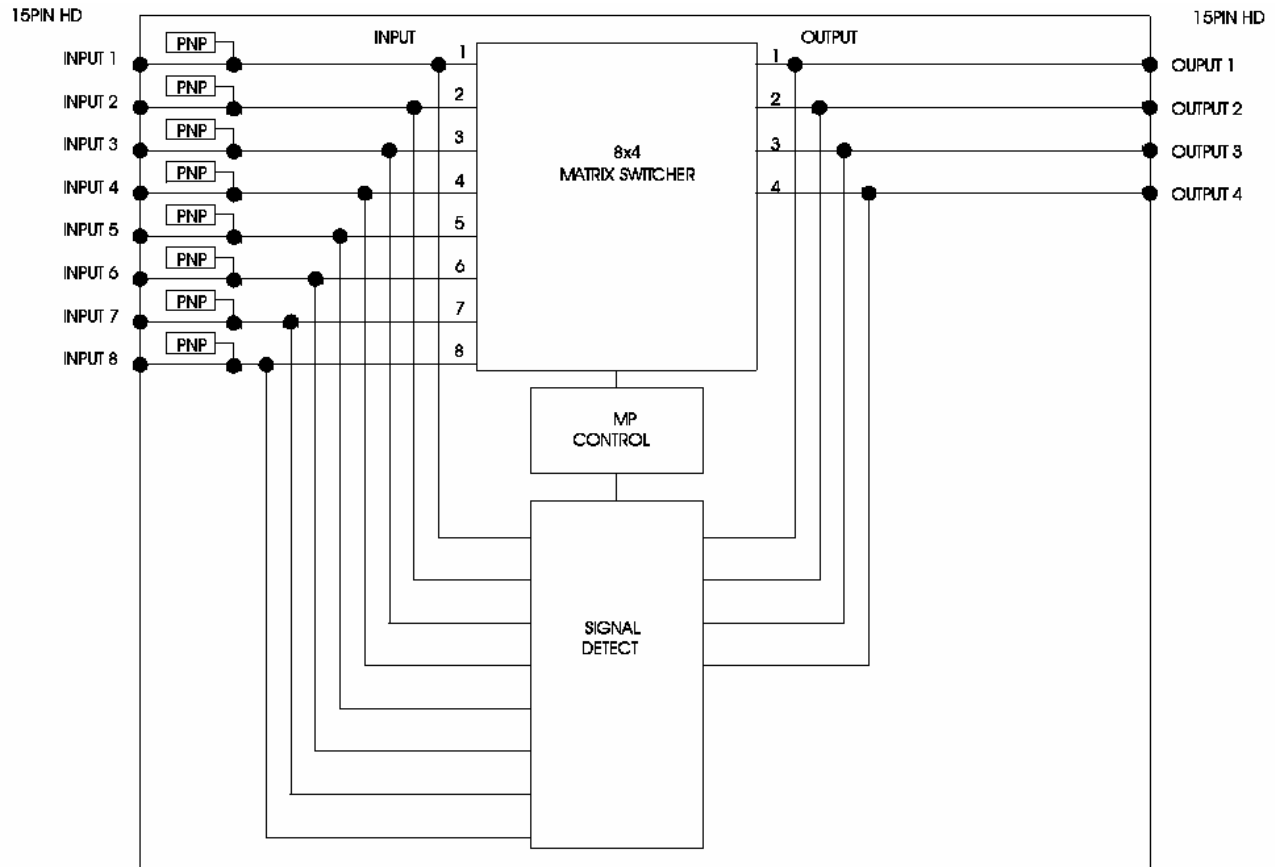 15PIN HD
15PIN HD
INPUT
OUTPUT
INPUT 1
PNP
1
1
OUPUT 1
INPUT 2
PNP
2
2
OUTPUT 2
INPUT 3
PNP
3
3
OUTPUT 3
INPUT 4
PNP
4
4
OUTPUT 4
INPUT 5
PNP
5
INPUT 6
PNP
6
INPUT 7
PNP
7
INPUT 8
PNP
8
8x4
MATRIX SWITCHER
MP
CONTROL
SIGNAL
DETECT